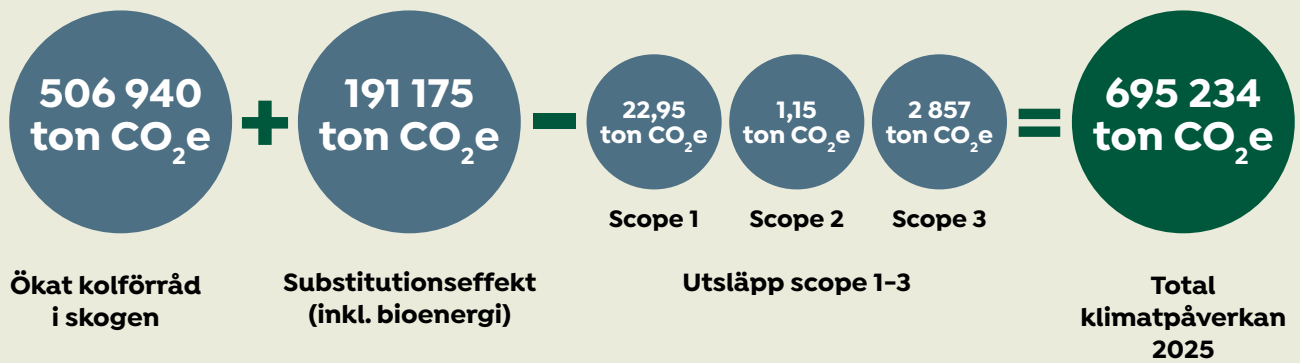 506 940
ton CO₂e
+
191 175
ton CO₂e
−
22,95
ton CO₂e
1,15
ton CO₂e
2 857
ton CO₂e
=
695 234
ton CO₂e
Scope 1
Scope 2
Scope 3
Ökat kolförråd
i skogen
Substitutionseffekt
(inkl. bioenergi)
Utsläpp scope 1–3
Total
klimatpåverkan
2025